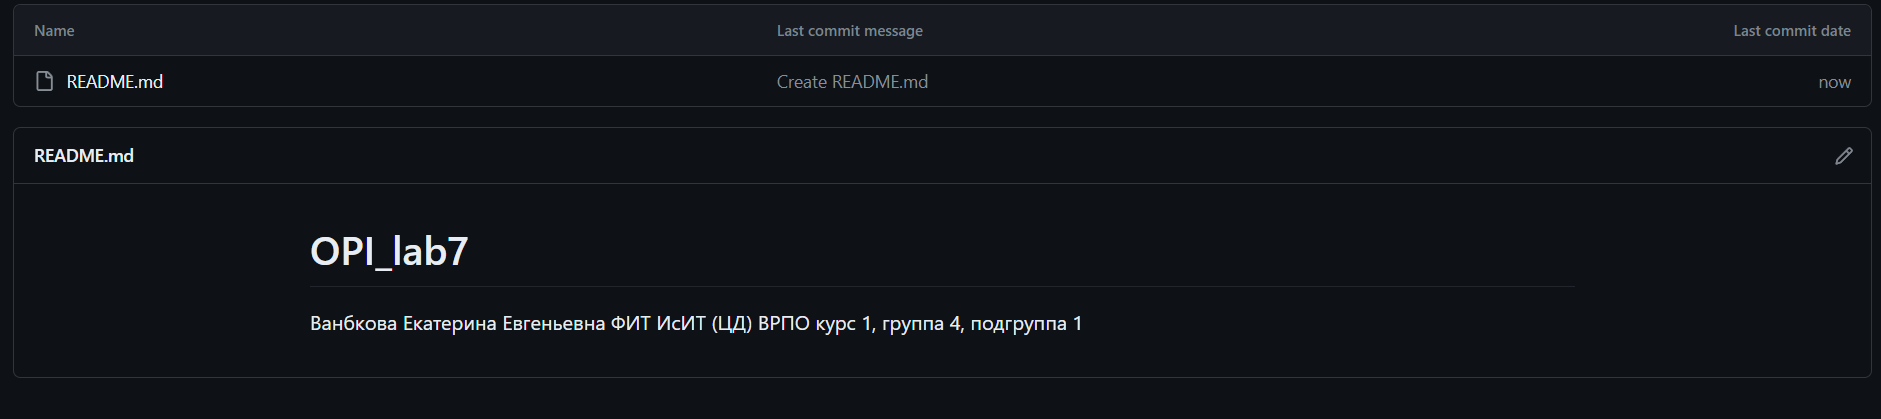 Name Last commit message Last commit date
README.md Create README.md now
README.md
OPI_lab7
Ванбкова Екатерина Евгеньевна ФИТ ИсИТ (ЦД) ВРПО курс 1, группа 4, подгруппа 1